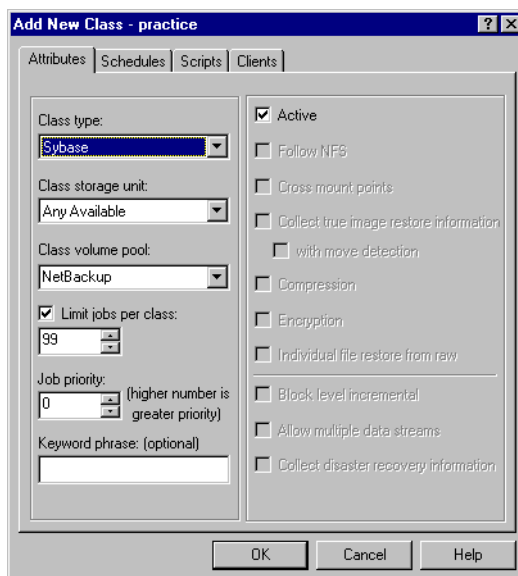 Add New Class - practice
Attributes Schedules Scripts Clients
Class type:
Sybase
Class storage unit:
Any Available
Class volume pool:
NetBackup
Limit jobs per class:
99
Job priority:
0
(higher number is
greater priority)
Keyword phrase: (optional)
Active
Follow NFS
Cross mount points
Collect true image restore information
with move detection
Compression
Encryption
Individual file restore from raw
Block level incremental
Allow multiple data streams
Collect disaster recovery information
OK Cancel Help